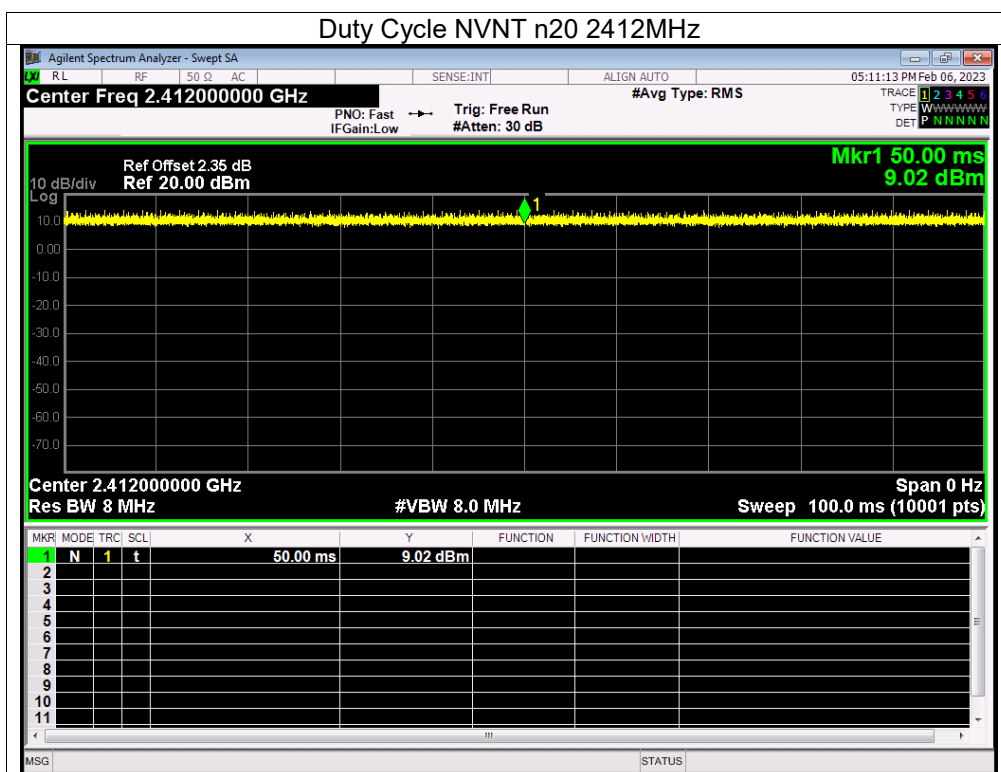 Duty Cycle NVNT n20 2412MHz
Agilent Spectrum Analyzer - Swept SA
LXI RL RF 50 Ω AC SENSE:INT ALIGN AUTO 05:11:13 PM Feb 06, 2023
Center Freq 2.412000000 GHz #Avg Type: RMS TRACE 1 2 3 4 5 6
PNO: Fast Trig: Free Run TYPE WWWWWWW
IFGain:Low #Atten: 30 dB DET P N N N N N
Mkr1 50.00 ms
Ref Offset 2.35 dB
10 dB/div Ref 20.00 dBm 9.02 dBm
Log
1
10.0
0.00
-10.0
-20.0
-30.0
-40.0
-50.0
-60.0
-70.0
Center 2.412000000 GHz Span 0 Hz
Res BW 8 MHz #VBW 8.0 MHz Sweep 100.0 ms (10001 pts)
MKR MODE TRC SCL X Y FUNCTION FUNCTION WIDTH FUNCTION VALUE
1 N 1 t 50.00 ms 9.02 dBm
2
3
4
5
6
7
8
9
10
11
MSG STATUS